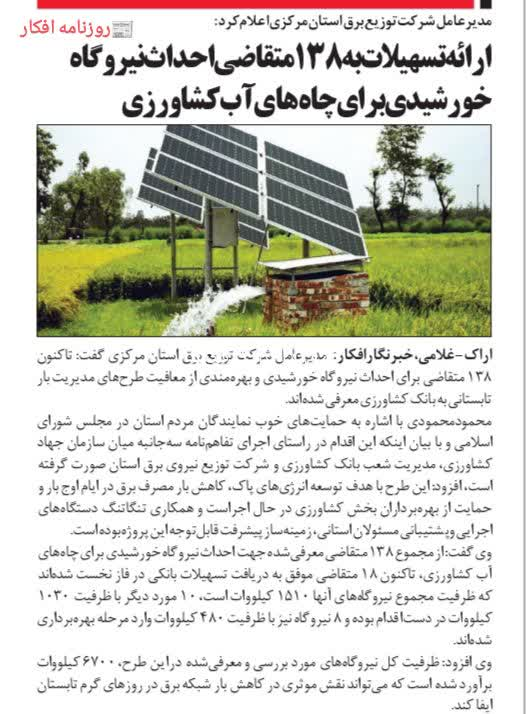 روزنامه افکار
مدیرعامل شرکت توزیع برق استان مرکزی اعلام کرد:
ارائه تسهیلات به ۱۳۸ متقاضی احداث نیروگاه
خورشیدی برای چاه‌های آب کشاورزی
اراک-غلامی، خبرنگار افکار: مدیرعامل شرکت توزیع برق استان مرکزی گفت: تاکنون
۱۳۸ متقاضی برای احداث نیروگاه خورشیدی و بهره‌مندی از معافیت طرح‌های مدیریت بار
تابستانی به بانک کشاورزی معرفی شده‌اند.
محمودمحمودی با اشاره به حمایت‌های خوب نمایندگان مردم استان در مجلس شورای
اسلامی و با بیان اینکه این اقدام در راستای اجرای تفاهم‌نامه سه‌جانبه میان سازمان جهاد
کشاورزی، مدیریت شعب بانک کشاورزی و شرکت توزیع نیروی برق استان صورت گرفته
است، افزود: این طرح با هدف توسعه انرژی‌های پاک، کاهش بار مصرف برق در ایام اوج بار و
حمایت از بهره‌برداران بخش کشاورزی در حال اجراست و همکاری تنگاتنگ دستگاه‌های
اجرایی و پشتیبانی مسئولان استانی، زمینه‌ساز پیشرفت قابل توجه این پروژه بوده است.
وی گفت: از مجموع ۱۳۸ متقاضی معرفی‌شده جهت احداث نیروگاه خورشیدی برای چاه‌های
آب کشاورزی، تاکنون ۱۸ متقاضی موفق به دریافت تسهیلات بانکی در فاز نخست شده‌اند
که ظرفیت مجموع نیروگاه‌های آنها ۱۵۱۰ کیلووات است، ۱۰ مورد دیگر با ظرفیت ۱۰۳۰
کیلووات در دست اقدام بوده و ۸ نیروگاه نیز با ظرفیت ۴۸۰ کیلووات وارد مرحله بهره‌برداری
شده‌اند.
وی افزود: ظرفیت کل نیروگاه‌های مورد بررسی و معرفی‌شده در این طرح، ۶۷۰۰ کیلووات
برآورد شده است که می‌تواند نقش موثری در کاهش بار شبکه برق در روزهای گرم تابستان
ایفا کند.